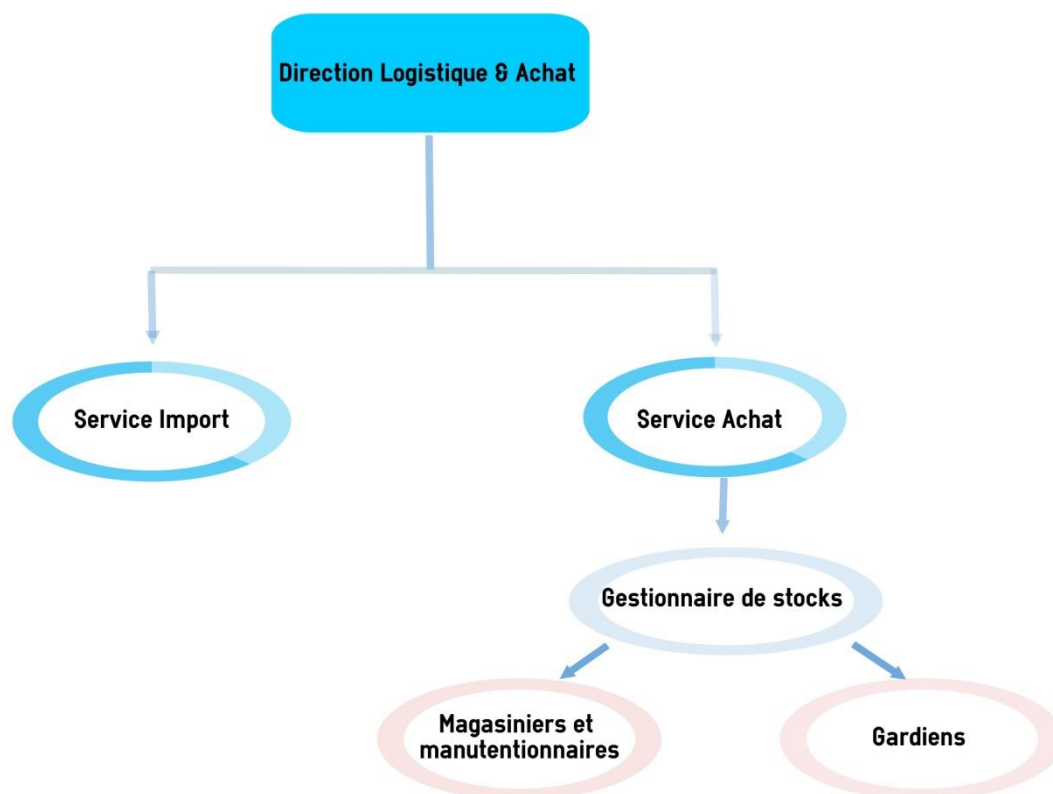 Direction Logistique & Achat
Service Import
Service Achat
Gestionnaire de stocks
Magasiniers et
manutentionnaires
Gardiens